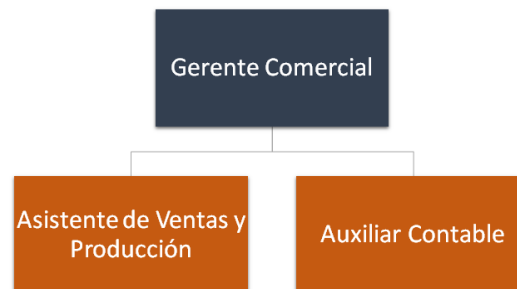 Gerente Comercial
Asistente de Ventas y
Producción
Auxiliar Contable